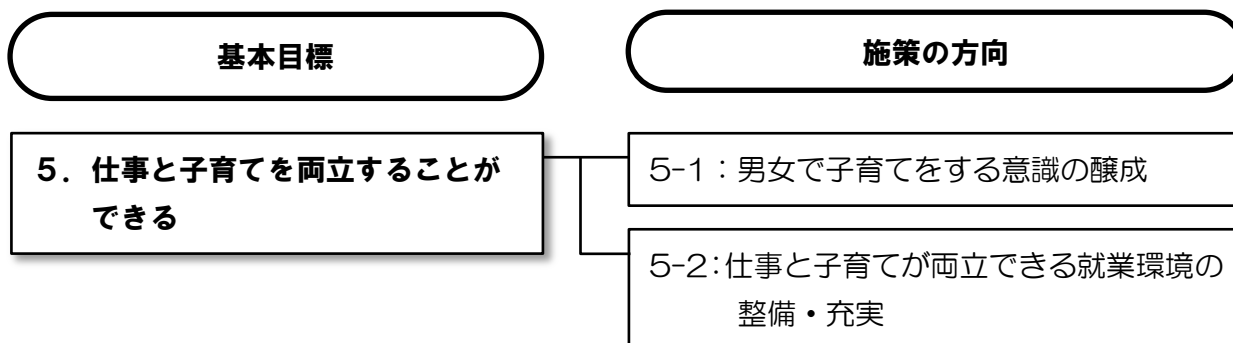 基本目標
施策の方向
５．仕事と子育てを両立することが
できる
5-1：男女で子育てをする意識の醸成
5-2：仕事と子育てが両立できる就業環境の
整備・充実